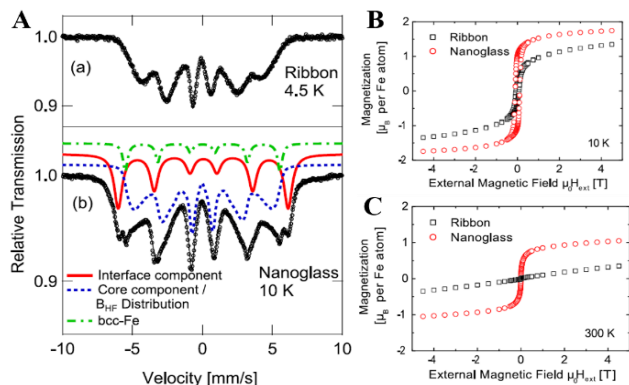 A
Relative Transmission
1.0
0.9
(a)
Ribbon
4.5 K
1.0
0.9
(b)
Interface component
Core component /
B_HF Distribution
bcc-Fe
Nanoglass
10 K
-10 -5 0 5 10
Velocity [mm/s]
B
Magnetization
[μ_B per Fe atom]
2
1
0
-1
-2
Ribbon
Nanoglass
10 K
-4 -2 0 2 4
External Magnetic Field μ₀H_ext [T]
C
Magnetization
[μ_B per Fe atom]
2
1
0
-1
-2
Ribbon
Nanoglass
300 K
-4 -2 0 2 4
External Magnetic Field μ₀H_ext [T]